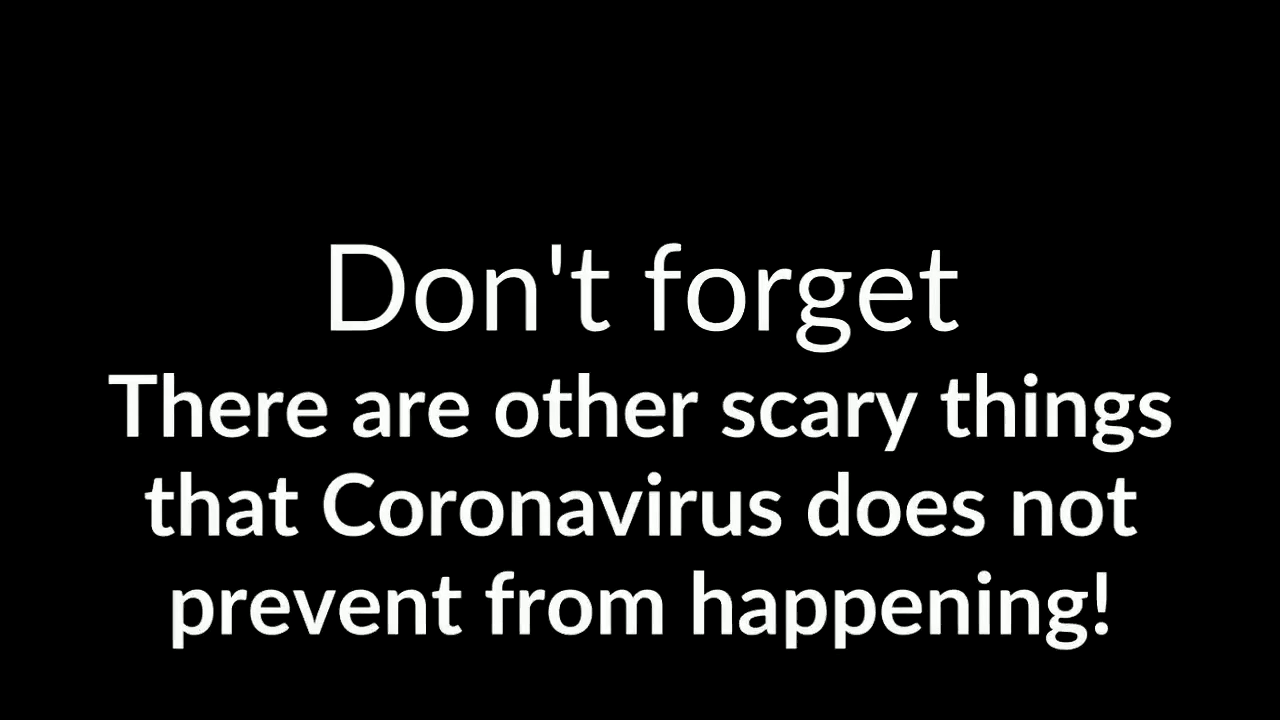 Don't forget
There are other scary things
that Coronavirus does not
prevent from happening!